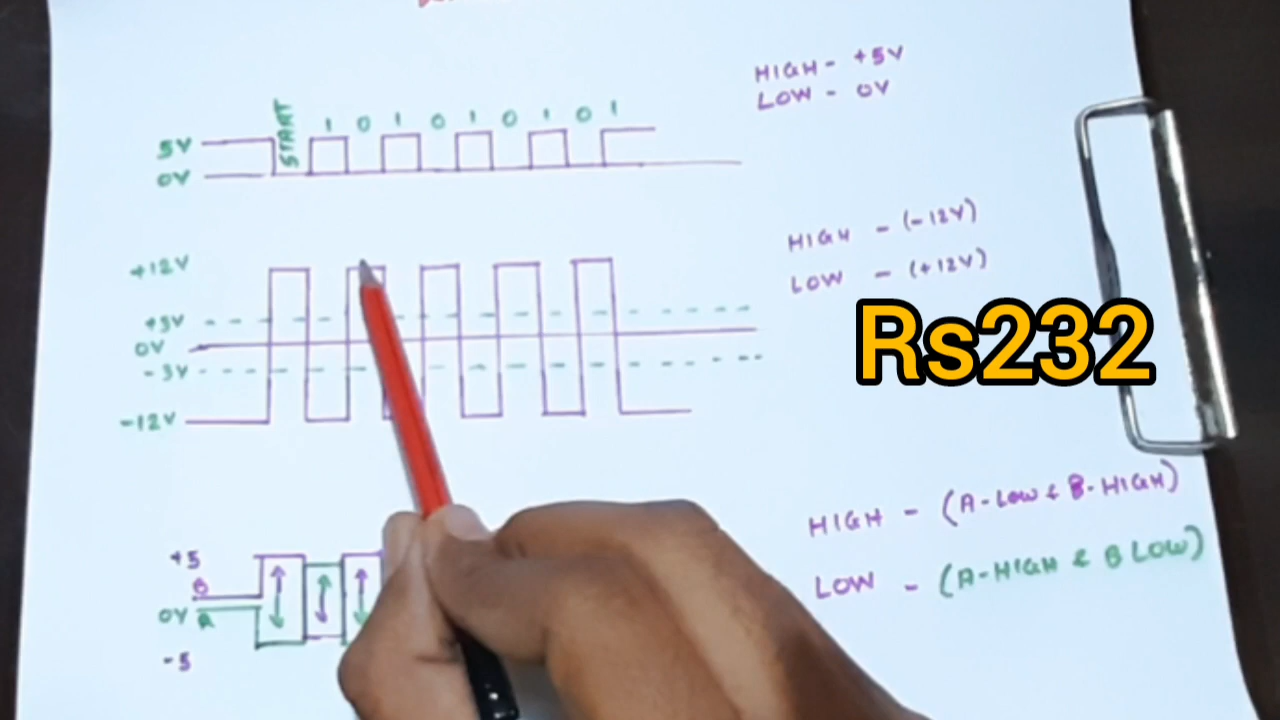 HIGH - +5V
LOW - 0V
START 1 0 1 0 1 0 1 0 1
5V
0V
+12V
HIGH - (-12V)
LOW - (+12V)
+3V
0V
-3V
-12V
Rs232
HIGH - (A-LOW & B-HIGH)
LOW - (A-HIGH & B LOW)
+5
B
0V A
-5